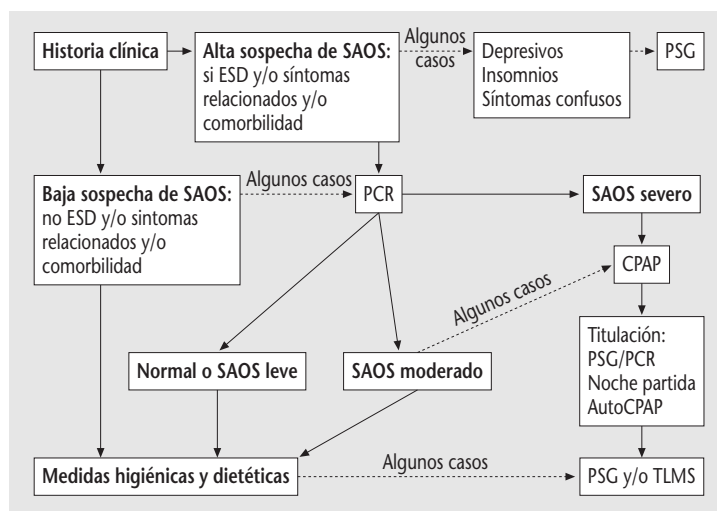 Historia clínica
Alta sospecha de SAOS:
si ESD y/o síntomas
relacionados y/o
comorbilidad
Algunos
casos
Depresivos
Insomnios
Síntomas confusos
PSG
Baja sospecha de SAOS:
no ESD y/o sintomas
relacionados y/o
comorbilidad
Algunos casos
PCR
SAOS severo
CPAP
Algunos casos
Titulación:
PSG/PCR
Noche partida
AutoCPAP
Normal o SAOS leve
SAOS moderado
Medidas higiénicas y dietéticas
Algunos casos
PSG y/o TLMS